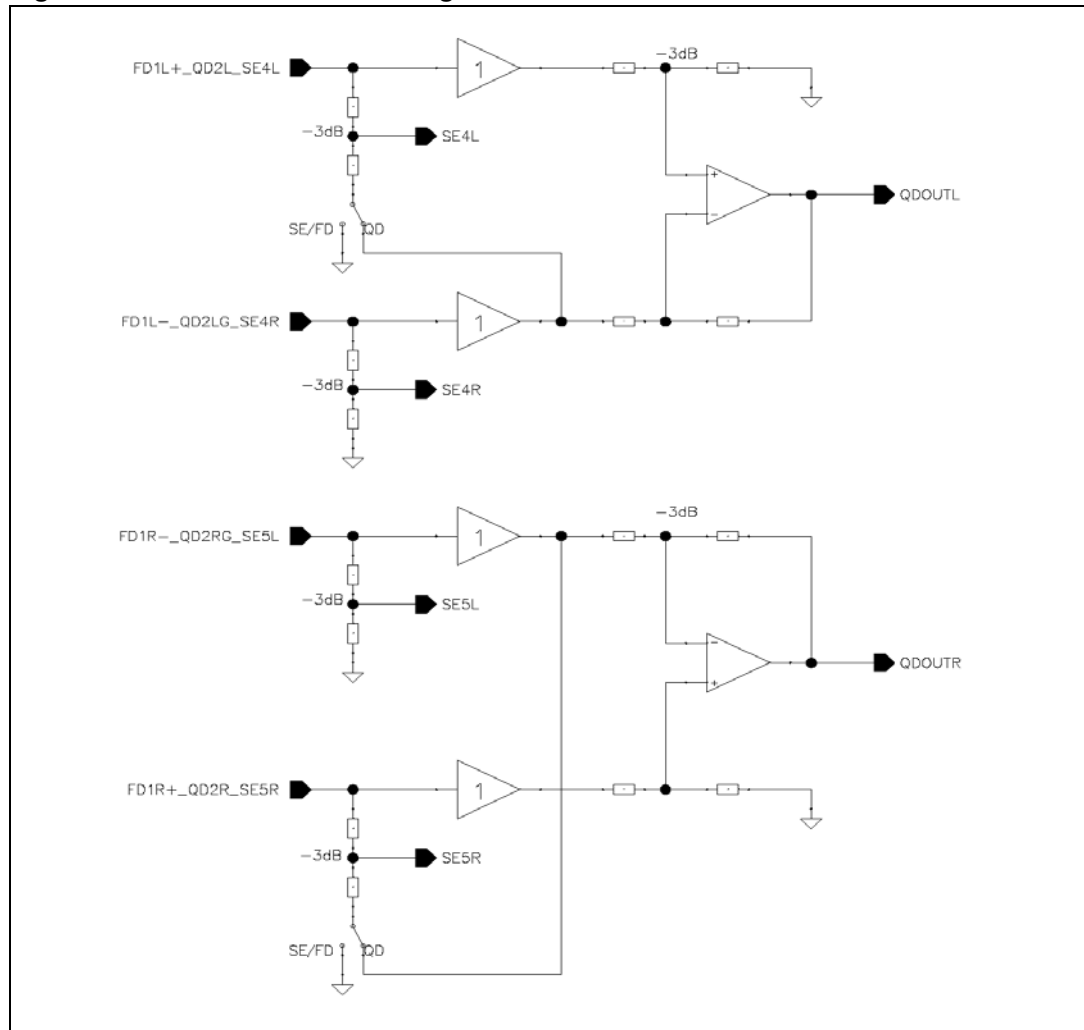 FD1L+_QD2L_SE4L
1
-3dB
-3dB
SE4L
+
-
QDOUTL
SE/FD
QD
FD1L-_QD2LG_SE4R
1
-3dB
SE4R
FD1R-_QD2RG_SE5L
1
-3dB
-3dB
SE5L
-
+
QDOUTR
FD1R+_QD2R_SE5R
1
-3dB
SE5R
SE/FD
QD